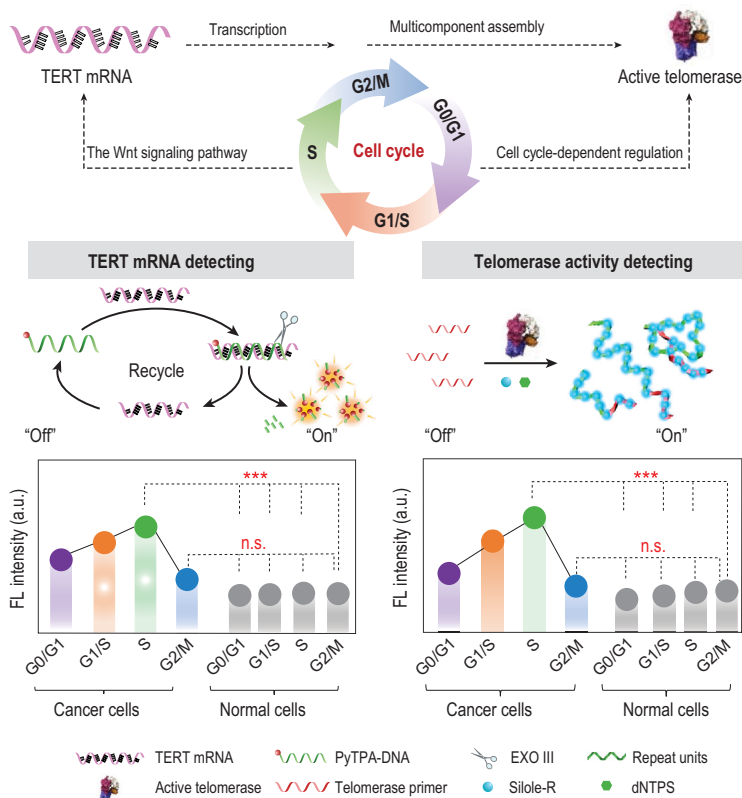 Transcription
Multicomponent assembly
TERT mRNA
Active telomerase
G2/M
G0/G1
S
Cell cycle
G1/S
The Wnt signaling pathway
Cell cycle-dependent regulation
TERT mRNA detecting
Recycle
"Off"
"On"
Telomerase activity detecting
"Off"
"On"
FL intensity (a.u.)
***
n.s.
G0/G1
G1/S
S
G2/M
G0/G1
G1/S
S
G2/M
Cancer cells
Normal cells
FL intensity (a.u.)
***
n.s.
G0/G1
G1/S
S
G2/M
G0/G1
G1/S
S
G2/M
Cancer cells
Normal cells
TERT mRNA
PyTPA-DNA
EXO III
Repeat units
Active telomerase
Telomerase primer
Silole-R
dNTPS